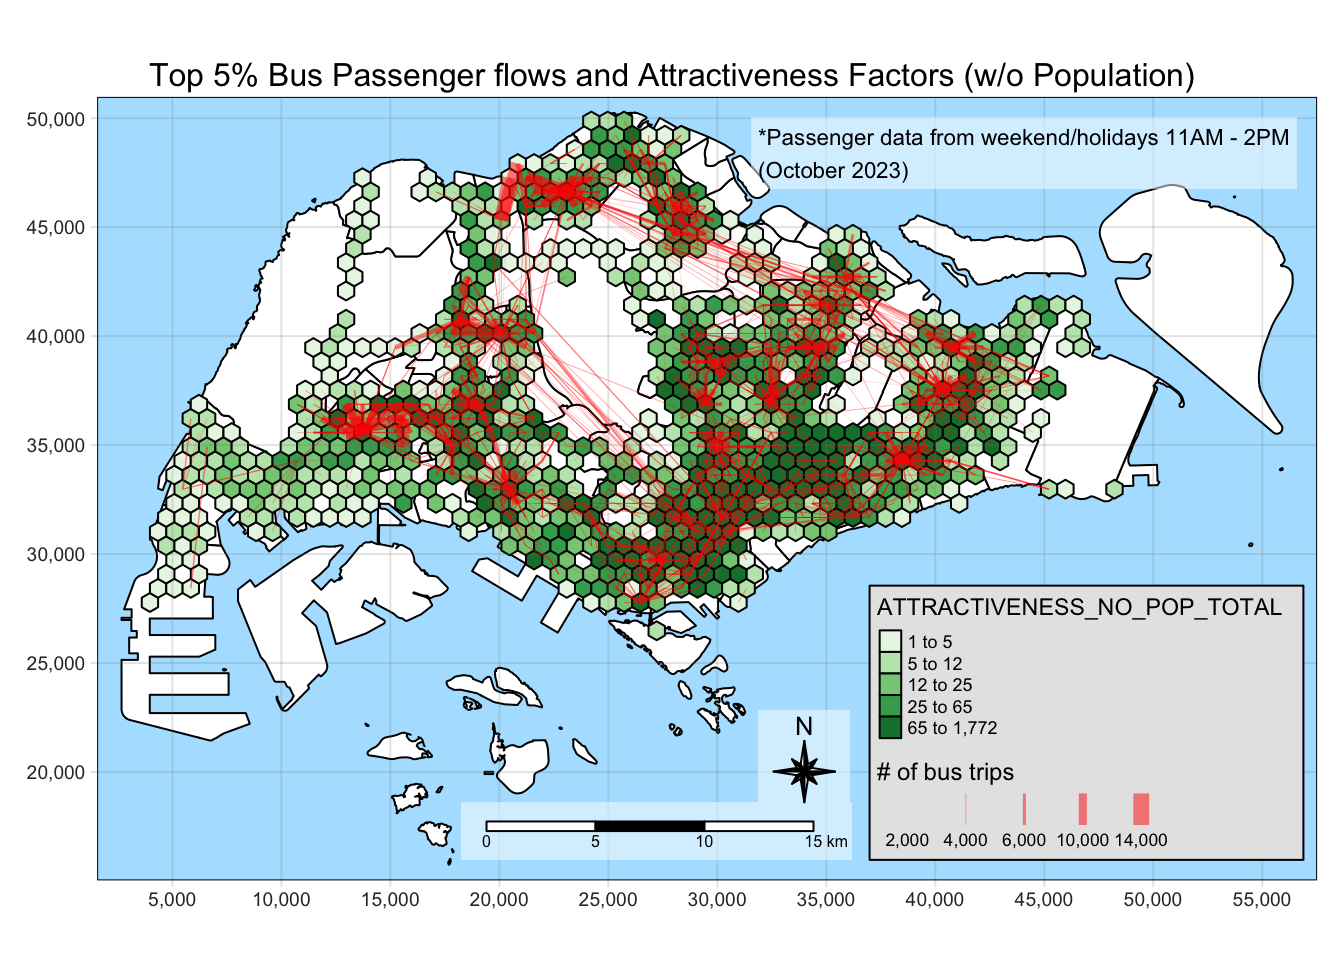 Top 5% Bus Passenger flows and Attractiveness Factors (w/o Population)
*Passenger data from weekend/holidays 11AM - 2PM
(October 2023)
50,000
45,000
40,000
35,000
30,000
25,000
20,000
ATTRACTIVENESS_NO_POP_TOTAL
1 to 5
5 to 12
12 to 25
25 to 65
65 to 1,772
# of bus trips
2,000 4,000 6,000 10,000 14,000
N
0 5 10 15 km
5,000 10,000 15,000 20,000 25,000 30,000 35,000 40,000 45,000 50,000 55,000